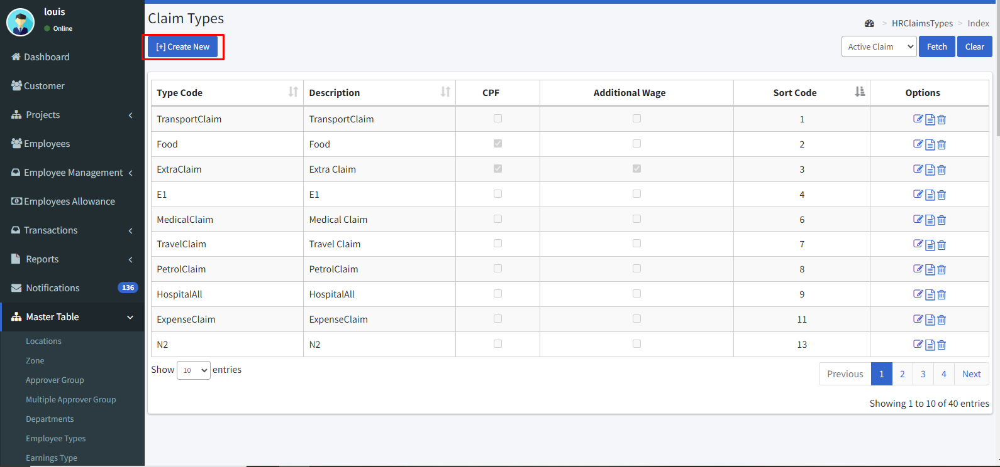 louis
Online
Dashboard
Customer
Projects
Employees
Employee Management
Employees Allowance
Transactions
Reports
Notifications 136
Master Table
Locations
Zone
Approver Group
Multiple Approver Group
Departments
Employee Types
Earnings Type
Claim Types
> HRClaimsTypes > Index
[+] Create New
Active Claim Fetch Clear
Type Code Description CPF Additional Wage Sort Code Options
TransportClaim TransportClaim 1
Food Food 2
ExtraClaim Extra Claim 3
E1 E1 4
MedicalClaim Medical Claim 6
TravelClaim Travel Claim 7
PetrolClaim PetrolClaim 8
HospitalAll HospitalAll 9
ExpenseClaim ExpenseClaim 11
N2 N2 13
Show 10 entries
Previous 1 2 3 4 Next
Showing 1 to 10 of 40 entries